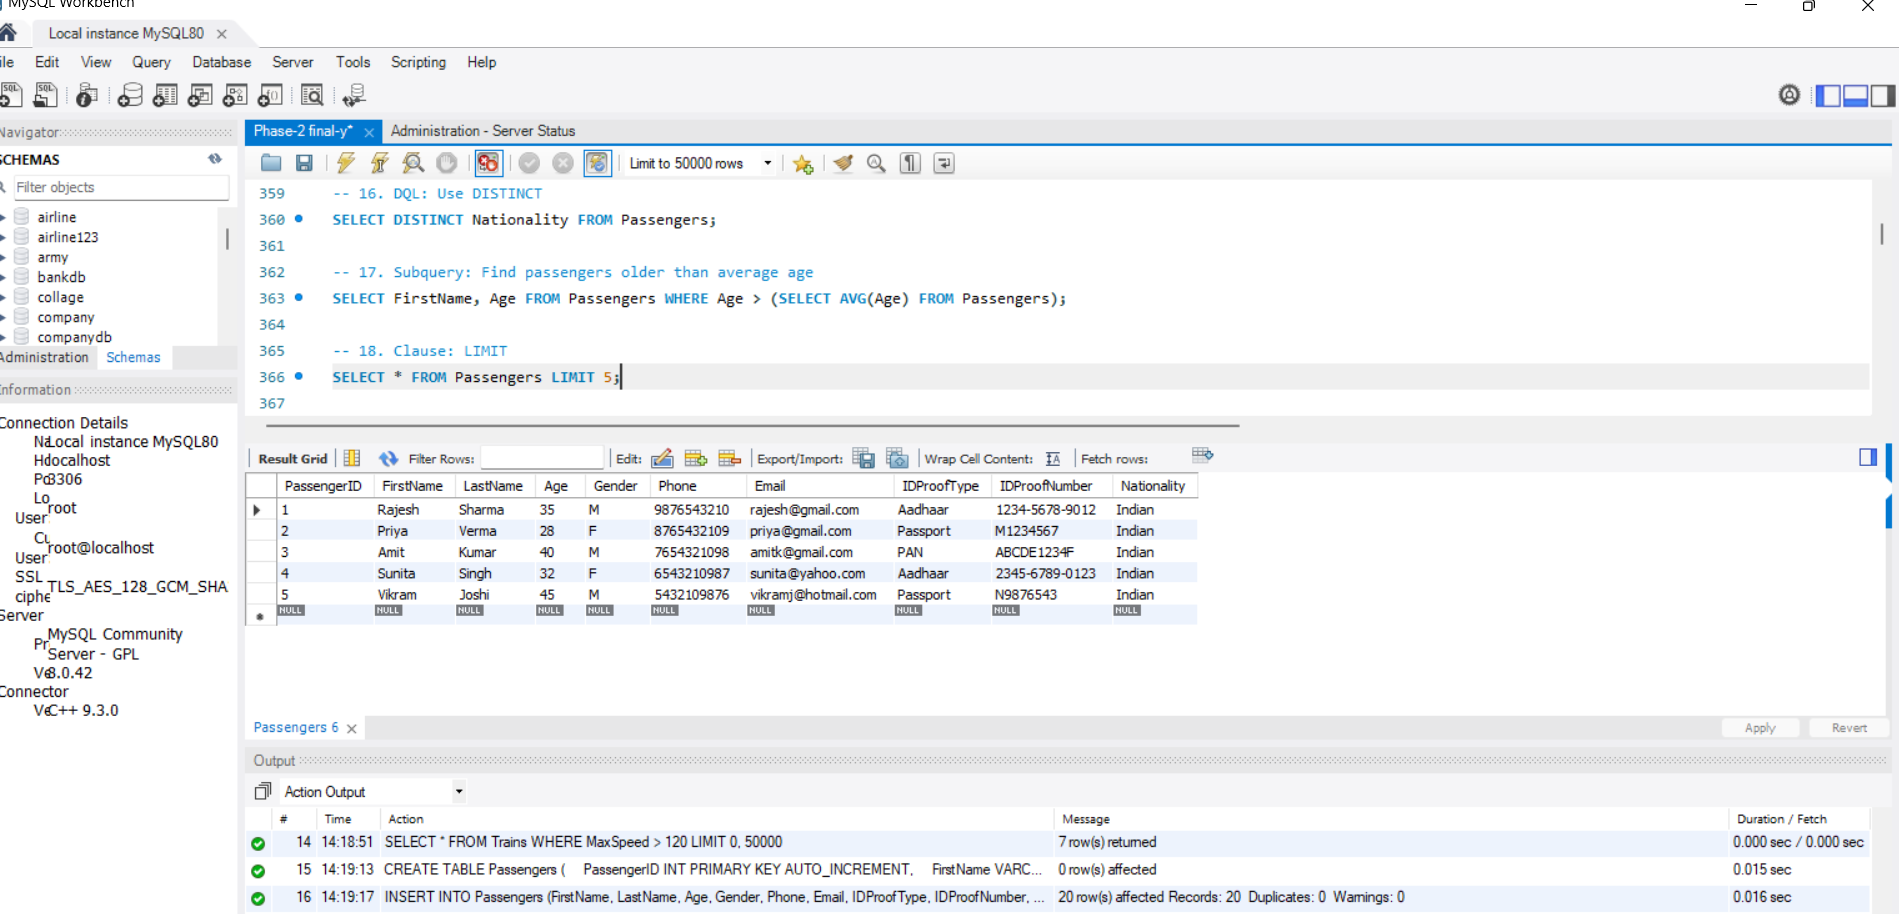 MySQL Workbench
Local instance MySQL80
ile Edit View Query Database Server Tools Scripting Help
Navigator
SCHEMAS
Filter objects
airline
airline123
army
bankdb
collage
company
companydb
Administration Schemas
Information
Connection Details
Local instance MySQL80
localhost
3306
root
User
root@localhost
User
SSL
TLS_AES_128_GCM_SHA
ciphe
Server
MySQL Community
Server - GPL
8.0.42
Connector
C++ 9.3.0
Phase-2 final-y* Administration - Server Status
Limit to 50000 rows
359 -- 16. DQL: Use DISTINCT
360 SELECT DISTINCT Nationality FROM Passengers;
361
362 -- 17. Subquery: Find passengers older than average age
363 SELECT FirstName, Age FROM Passengers WHERE Age > (SELECT AVG(Age) FROM Passengers);
364
365 -- 18. Clause: LIMIT
366 SELECT * FROM Passengers LIMIT 5;
367
Result Grid Filter Rows: Edit: Export/Import: Wrap Cell Content: Fetch rows:
PassengerID FirstName LastName Age Gender Phone Email IDProofType IDProofNumber Nationality
1 Rajesh Sharma 35 M 9876543210 rajesh@gmail.com Aadhaar 1234-5678-9012 Indian
2 Priya Verma 28 F 8765432109 priya@gmail.com Passport M1234567 Indian
3 Amit Kumar 40 M 7654321098 amitk@gmail.com PAN ABCDE1234F Indian
4 Sunita Singh 32 F 6543210987 sunita@yahoo.com Aadhaar 2345-6789-0123 Indian
5 Vikram Joshi 45 M 5432109876 vikramj@hotmail.com Passport N9876543 Indian
NULL NULL NULL NULL NULL NULL NULL NULL NULL NULL
Passengers 6
Apply Revert
Output
Action Output
# Time Action Message Duration / Fetch
14 14:18:51 SELECT * FROM Trains WHERE MaxSpeed > 120 LIMIT 0, 50000 7 row(s) returned 0.000 sec / 0.000 sec
15 14:19:13 CREATE TABLE Passengers ( PassengerID INT PRIMARY KEY AUTO_INCREMENT, FirstName VARC... 0 row(s) affected 0.015 sec
16 14:19:17 INSERT INTO Passengers (FirstName, LastName, Age, Gender, Phone, Email, IDProofType, IDProofNumber, ... 20 row(s) affected Records: 20 Duplicates: 0 Warnings: 0 0.016 sec